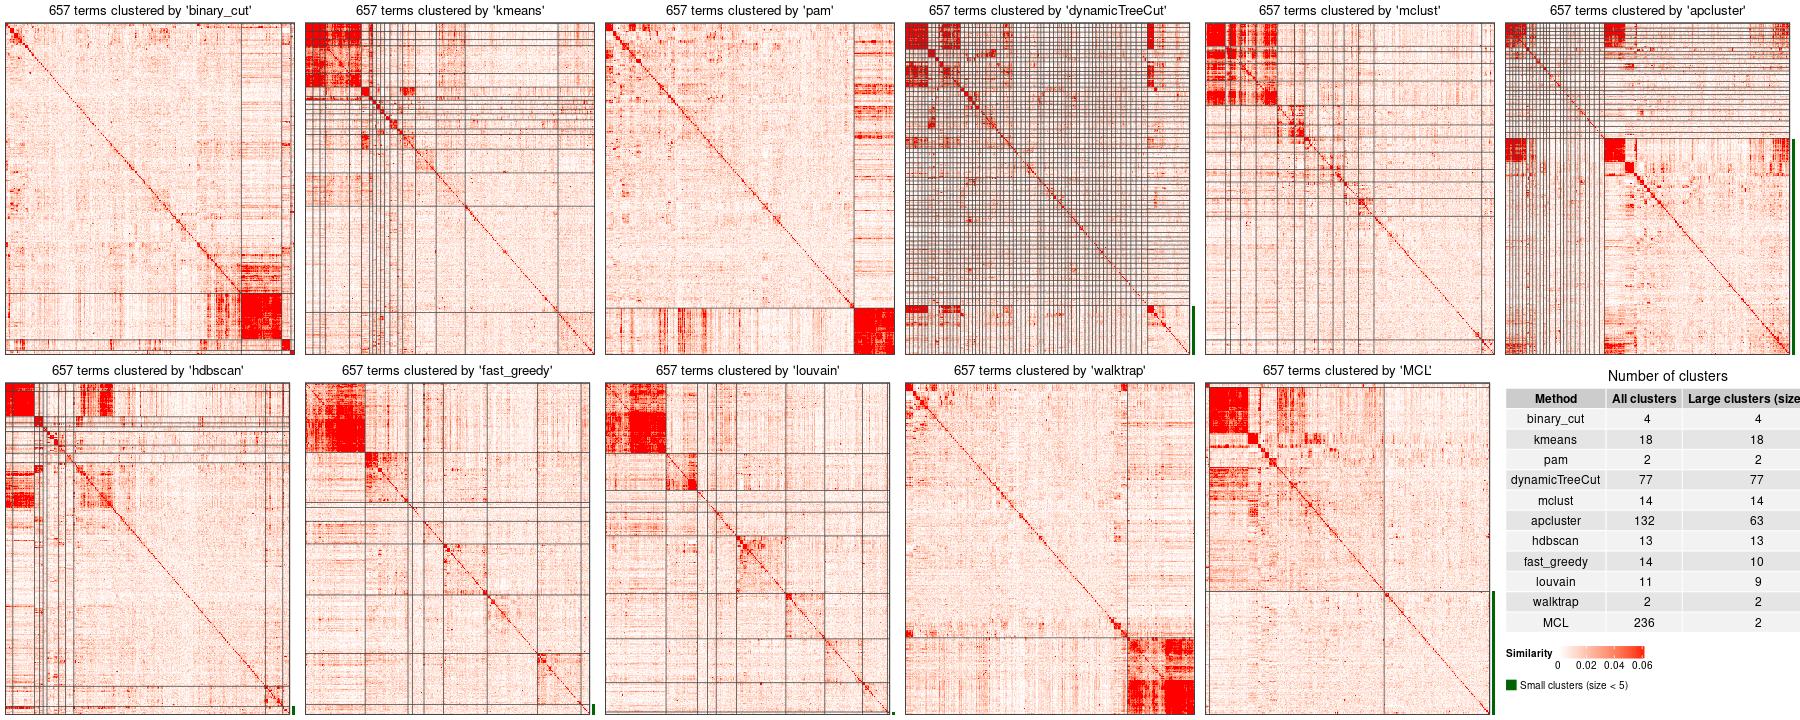 657 terms clustered by 'binary_cut'
657 terms clustered by 'kmeans'
657 terms clustered by 'pam'
657 terms clustered by 'dynamicTreeCut'
657 terms clustered by 'mclust'
657 terms clustered by 'apcluster'
657 terms clustered by 'hdbscan'
657 terms clustered by 'fast_greedy'
657 terms clustered by 'louvain'
657 terms clustered by 'walktrap'
657 terms clustered by 'MCL'
Number of clusters
Method All clusters Large clusters (size
binary_cut 4 4
kmeans 18 18
pam 2 2
dynamicTreeCut 77 77
mclust 14 14
apcluster 132 63
hdbscan 13 13
fast_greedy 14 10
louvain 11 9
walktrap 2 2
MCL 236 2
Similarity
0 0.02 0.04 0.06
Small clusters (size < 5)